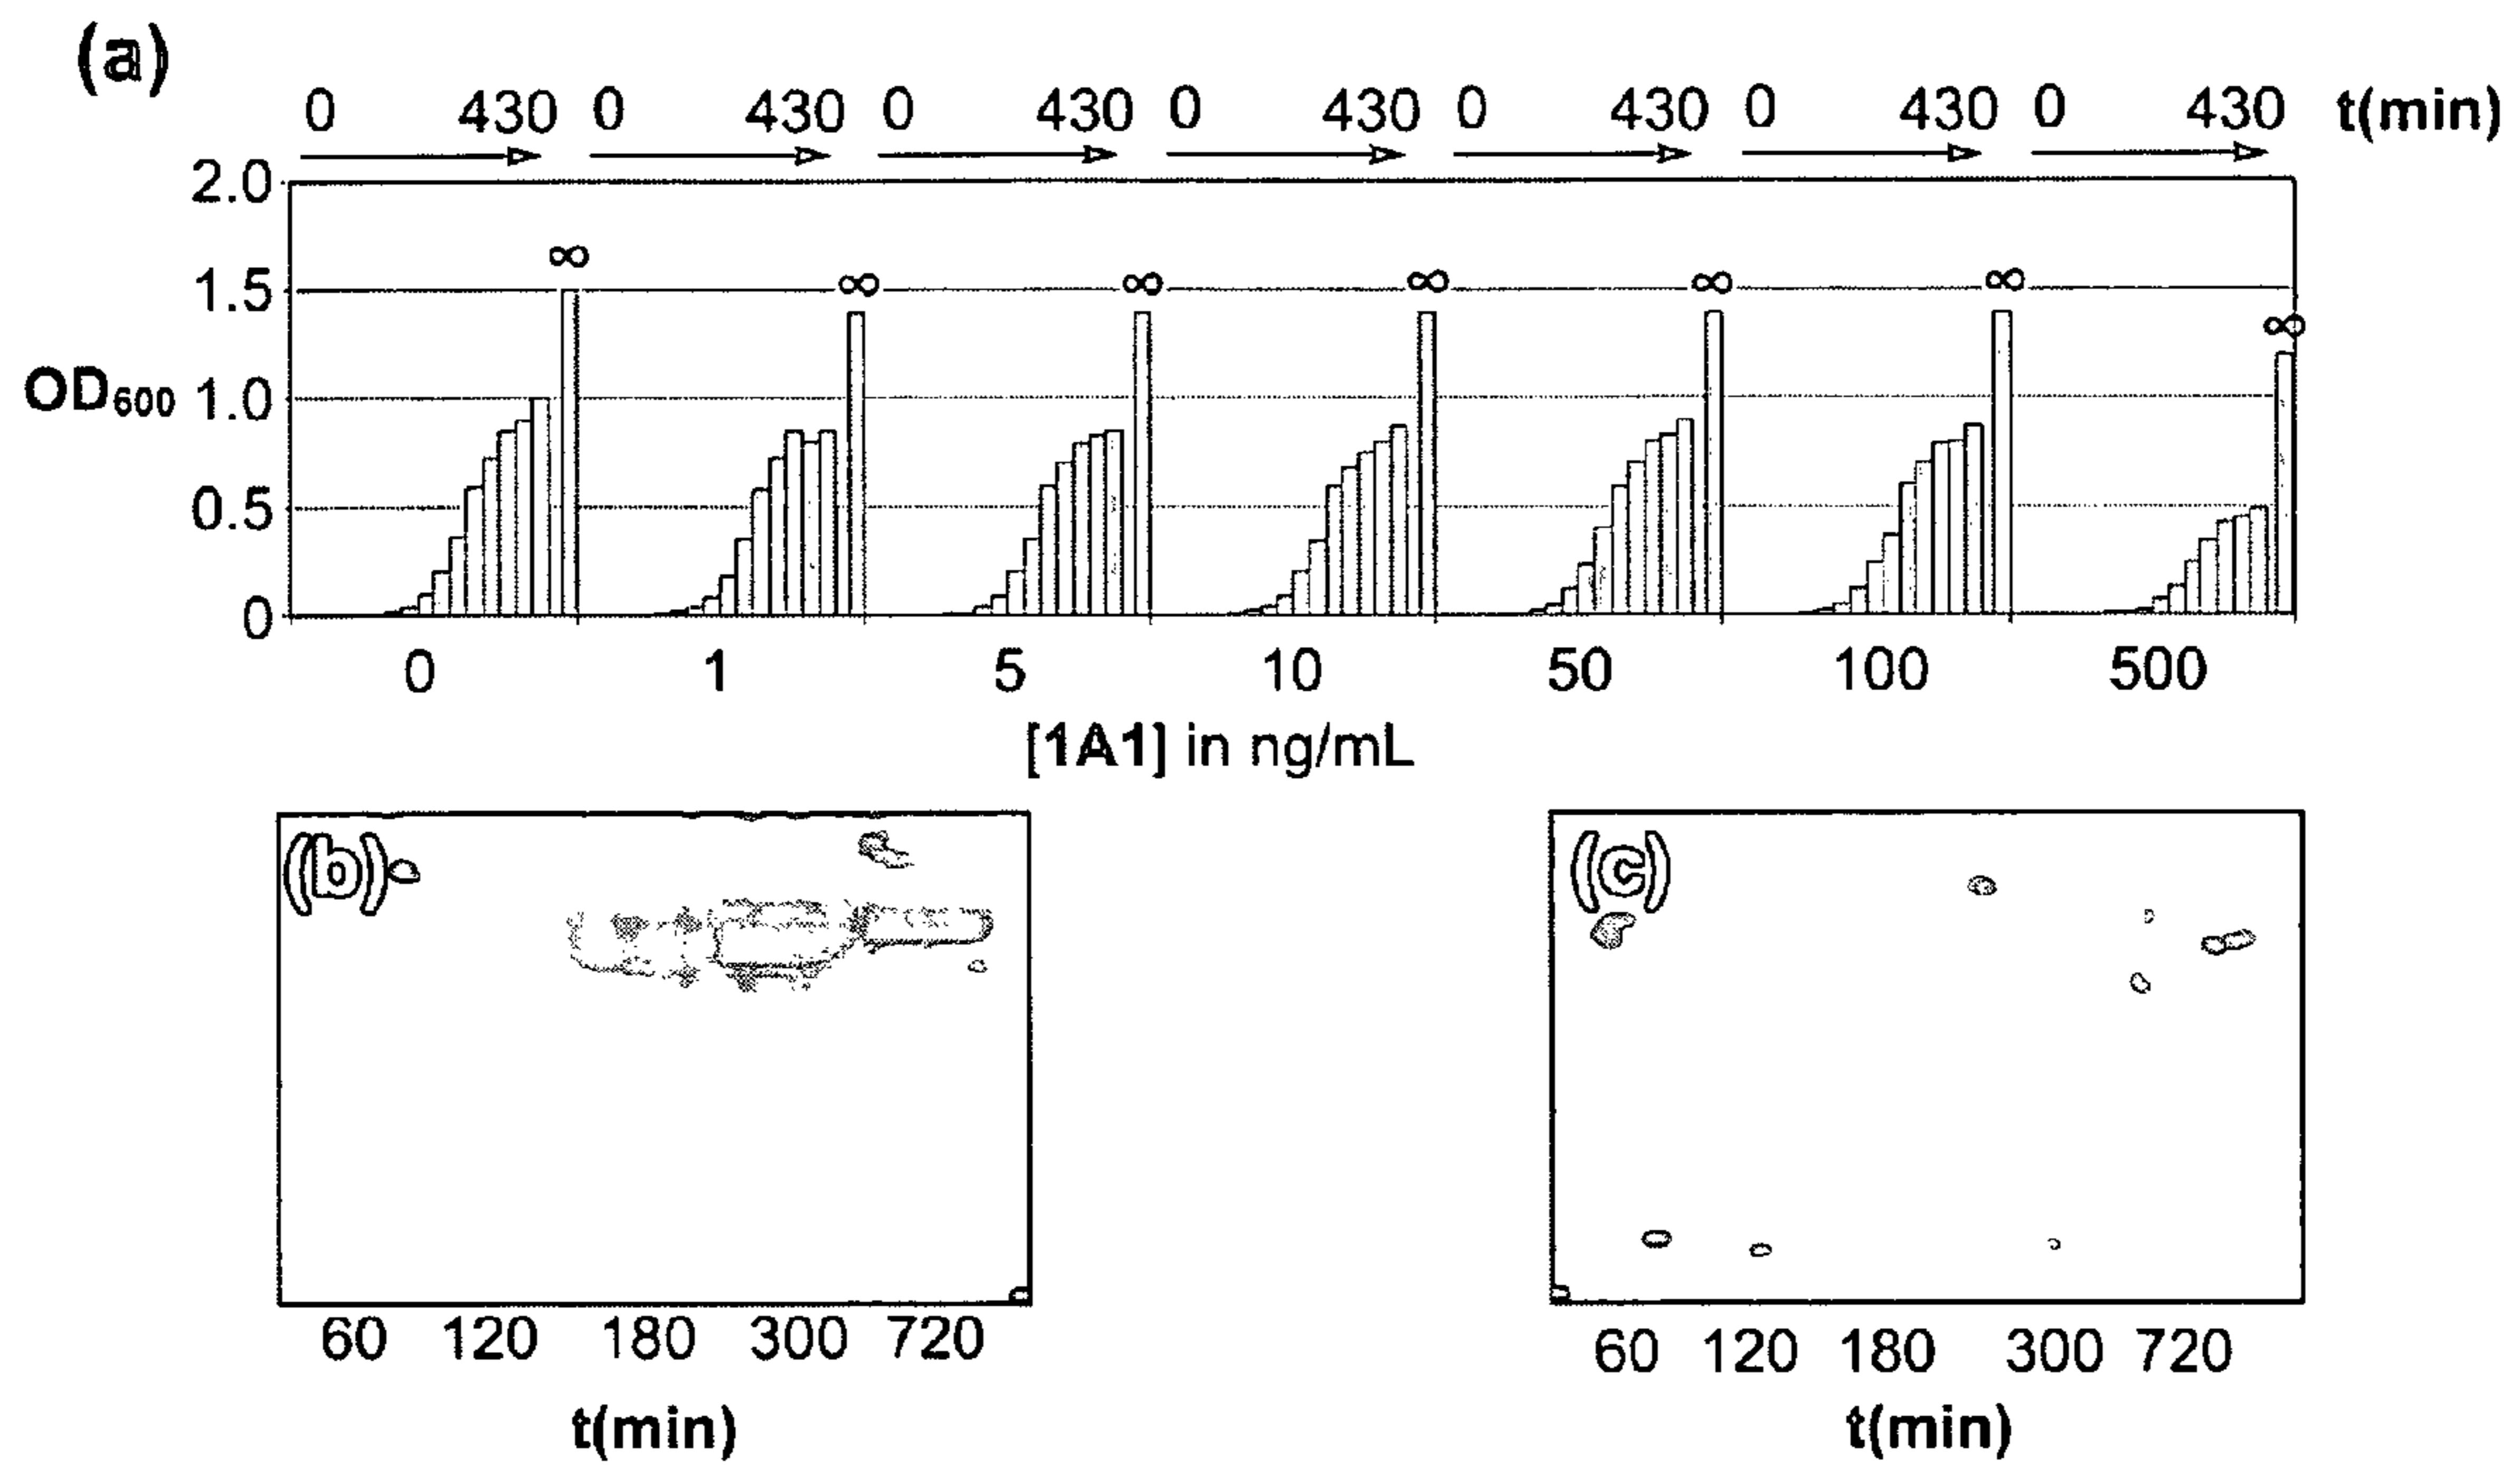 (a)
0 430 0 430 0 430 0 430 0 430 0 430 0 430 t(min)
2.0
∞
1.5 ∞ ∞ ∞ ∞ ∞
∞
OD600 1.0
0.5
0
0 1 5 10 50 100 500
[1A1] in ng/mL
(b) (c)
60 120 180 300 720 60 120 180 300 720
t(min) t(min)